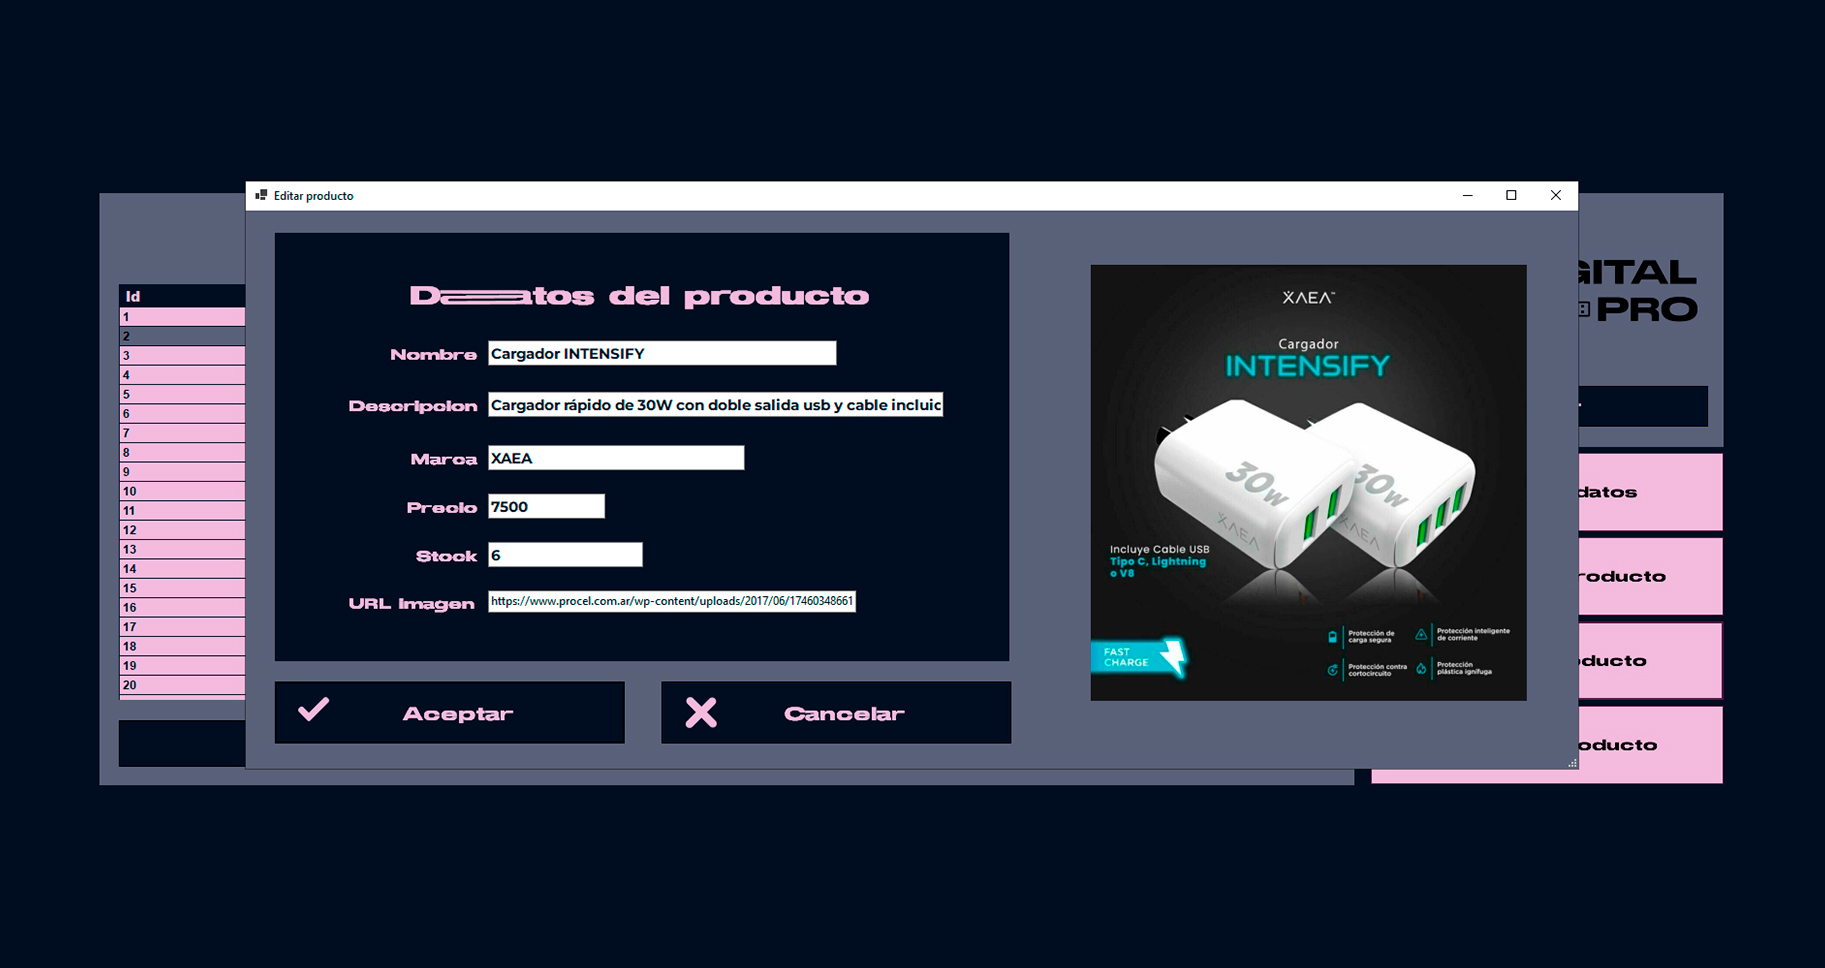 Editar producto
Id
1
2
3
4
5
6
7
8
9
10
11
12
13
14
15
16
17
18
19
20
Datos del producto
Nombre Cargador INTENSIFY
Descripcion Cargador rápido de 30W con doble salida usb y cable incluic
Marca XAEA
Precio 7500
Stock 6
URL Imagen https://www.procel.com.ar/wp-content/uploads/2017/06/17460348661
Aceptar
Cancelar
XAEA™
Cargador
INTENSIFY
30W
30W
XAEA
XAEA
Incluye Cable USB
Tipo C, Lightning
o V8
FAST
CHARGE
Protección de
carga segura
Protección inteligente
de corriente
Protección contra
cortocircuito
Protección
plástica ignífuga
GITAL
PRO
datos
roducto
ducto
oducto